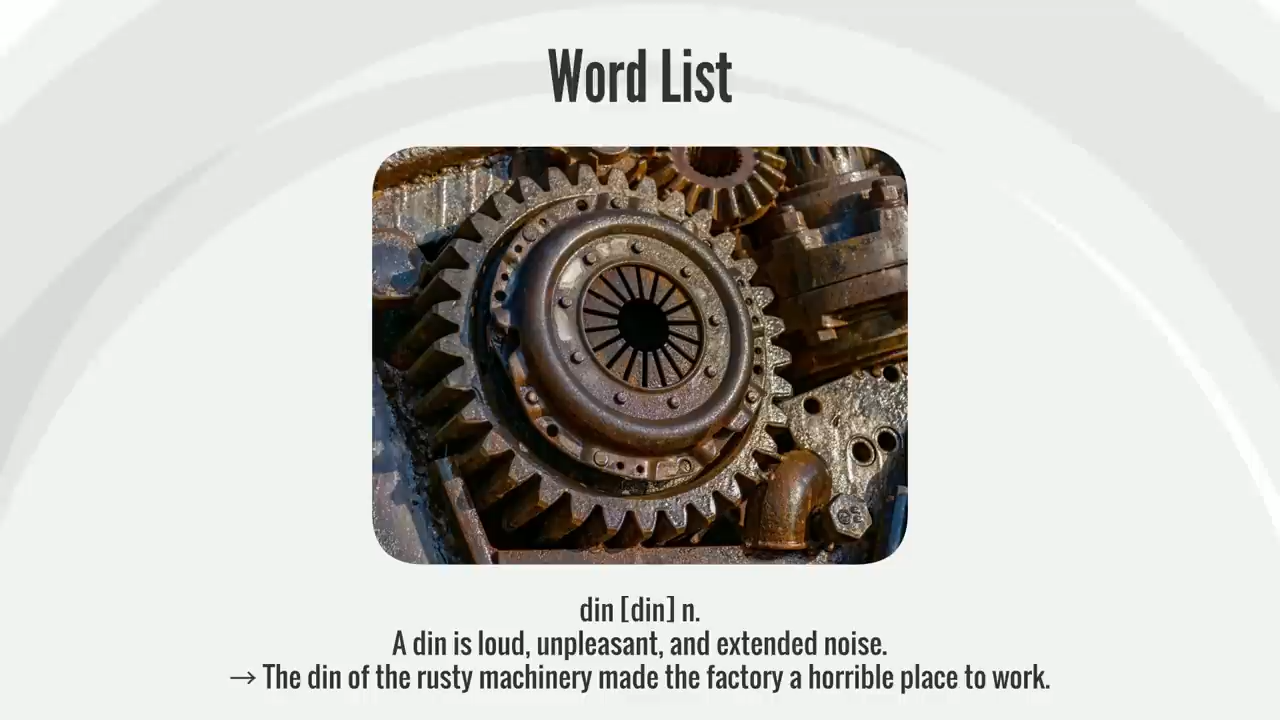 Word List
din [din] n.
A din is loud, unpleasant, and extended noise.
→ The din of the rusty machinery made the factory a horrible place to work.